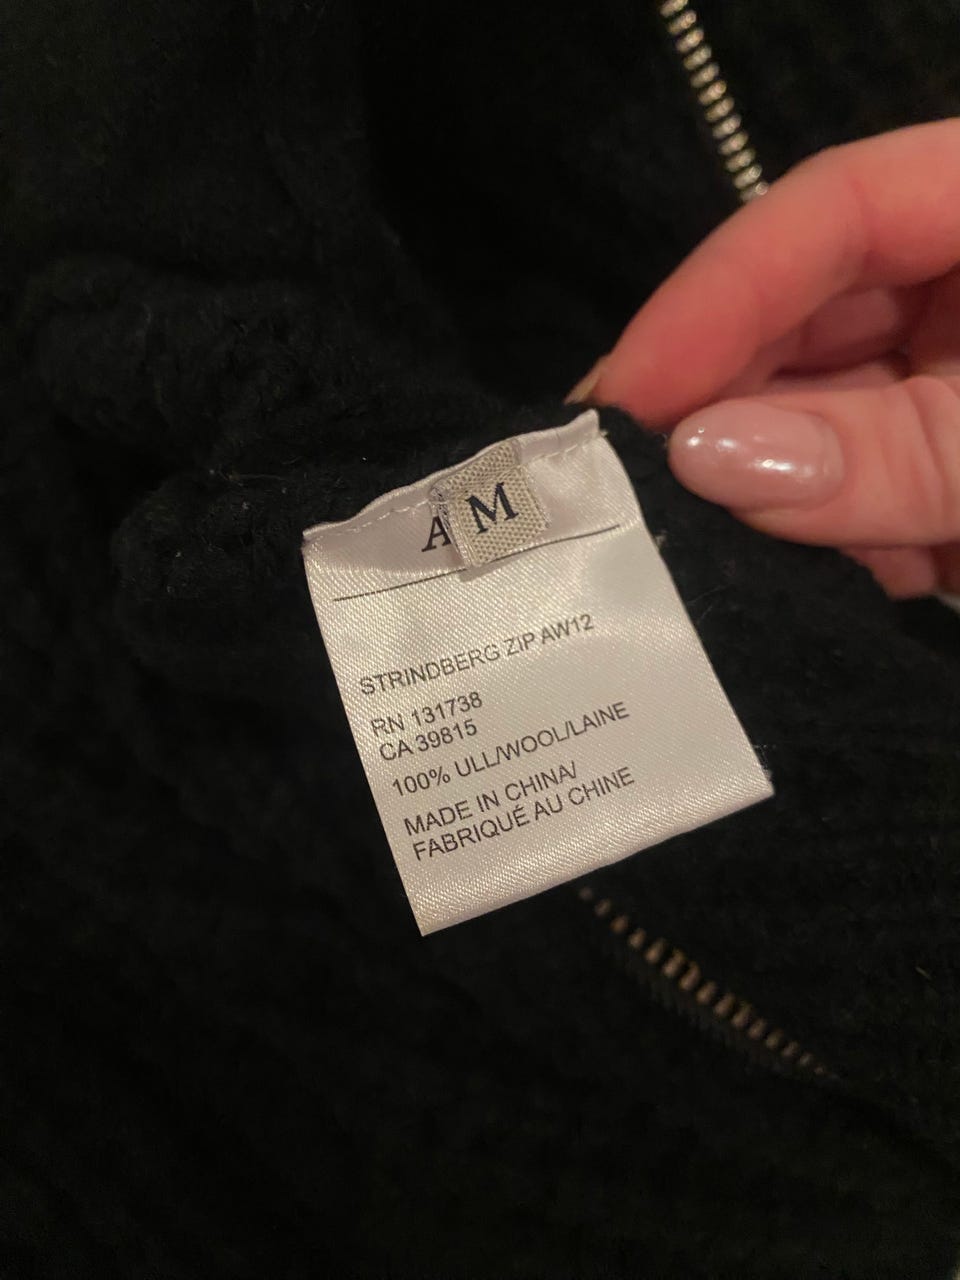 A M
STRINDBERG ZIP AW12
RN 131738
CA 39815
100% ULL/WOOL/LAINE
MADE IN CHINA/
FABRIQUÉ AU CHINE